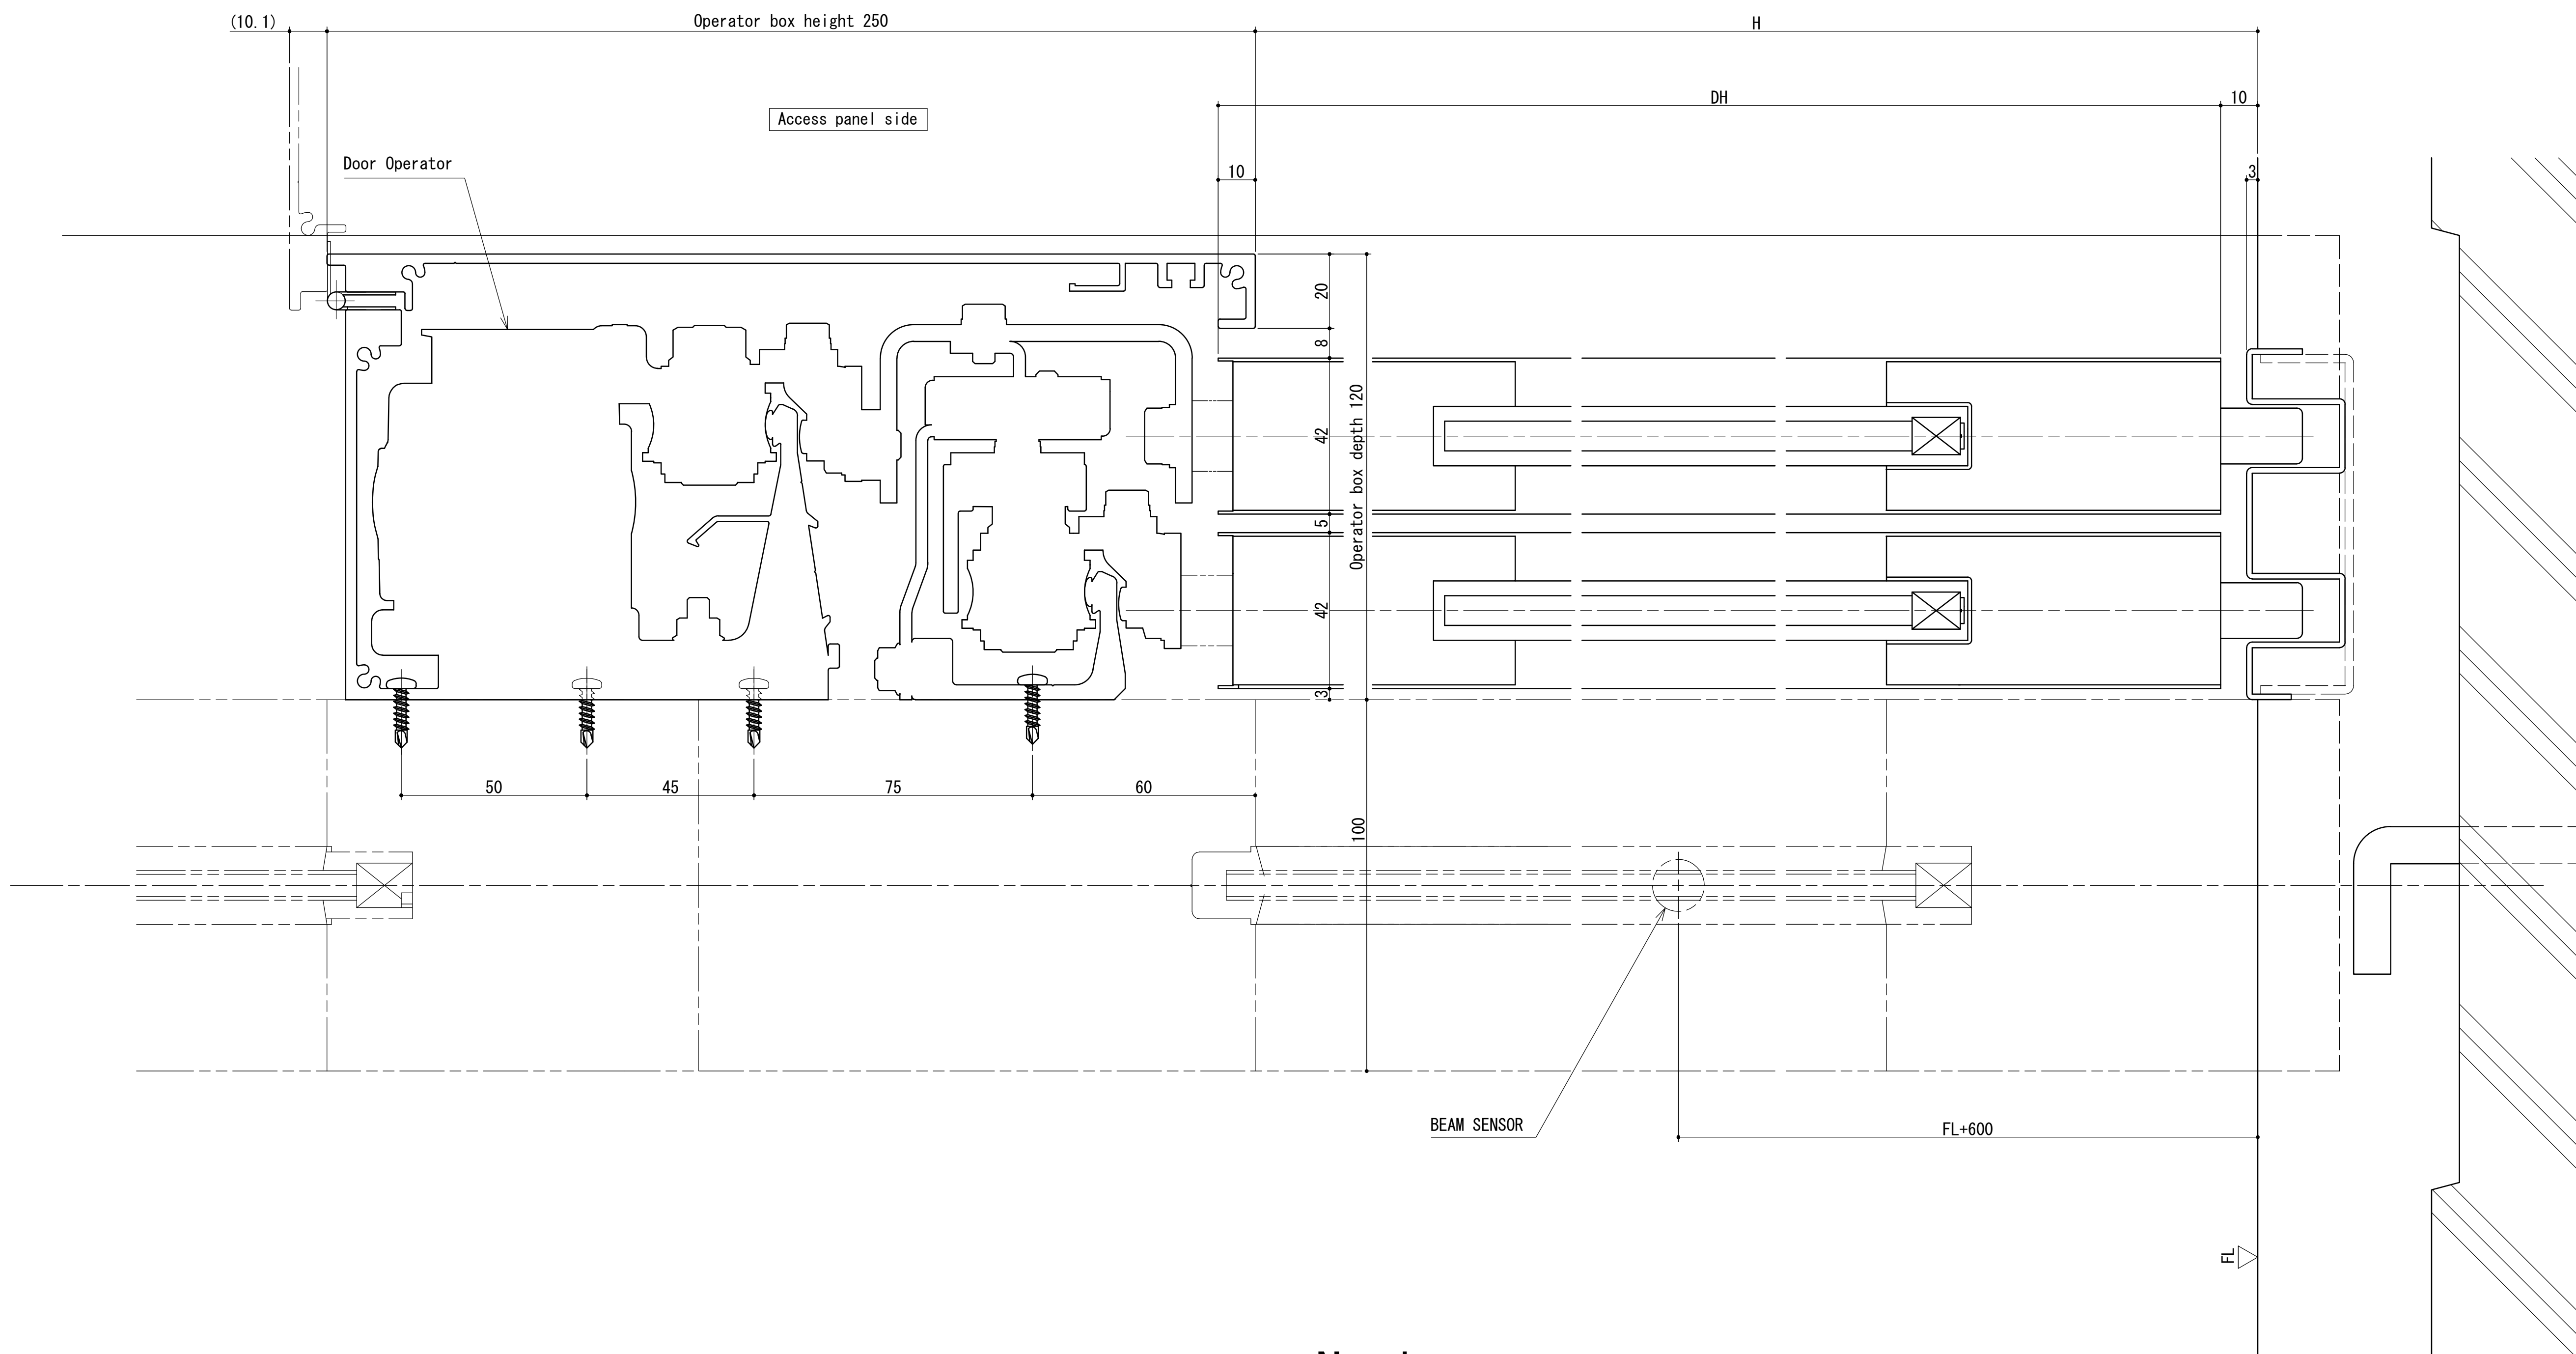 (10.1)
Operator box height 250
H
DH
10
Access panel side
Door Operator
10
3
20
8
42
Operator box depth 120
5
42
3
50
45
75
60
100
BEAM SENSOR
FL+600
FL